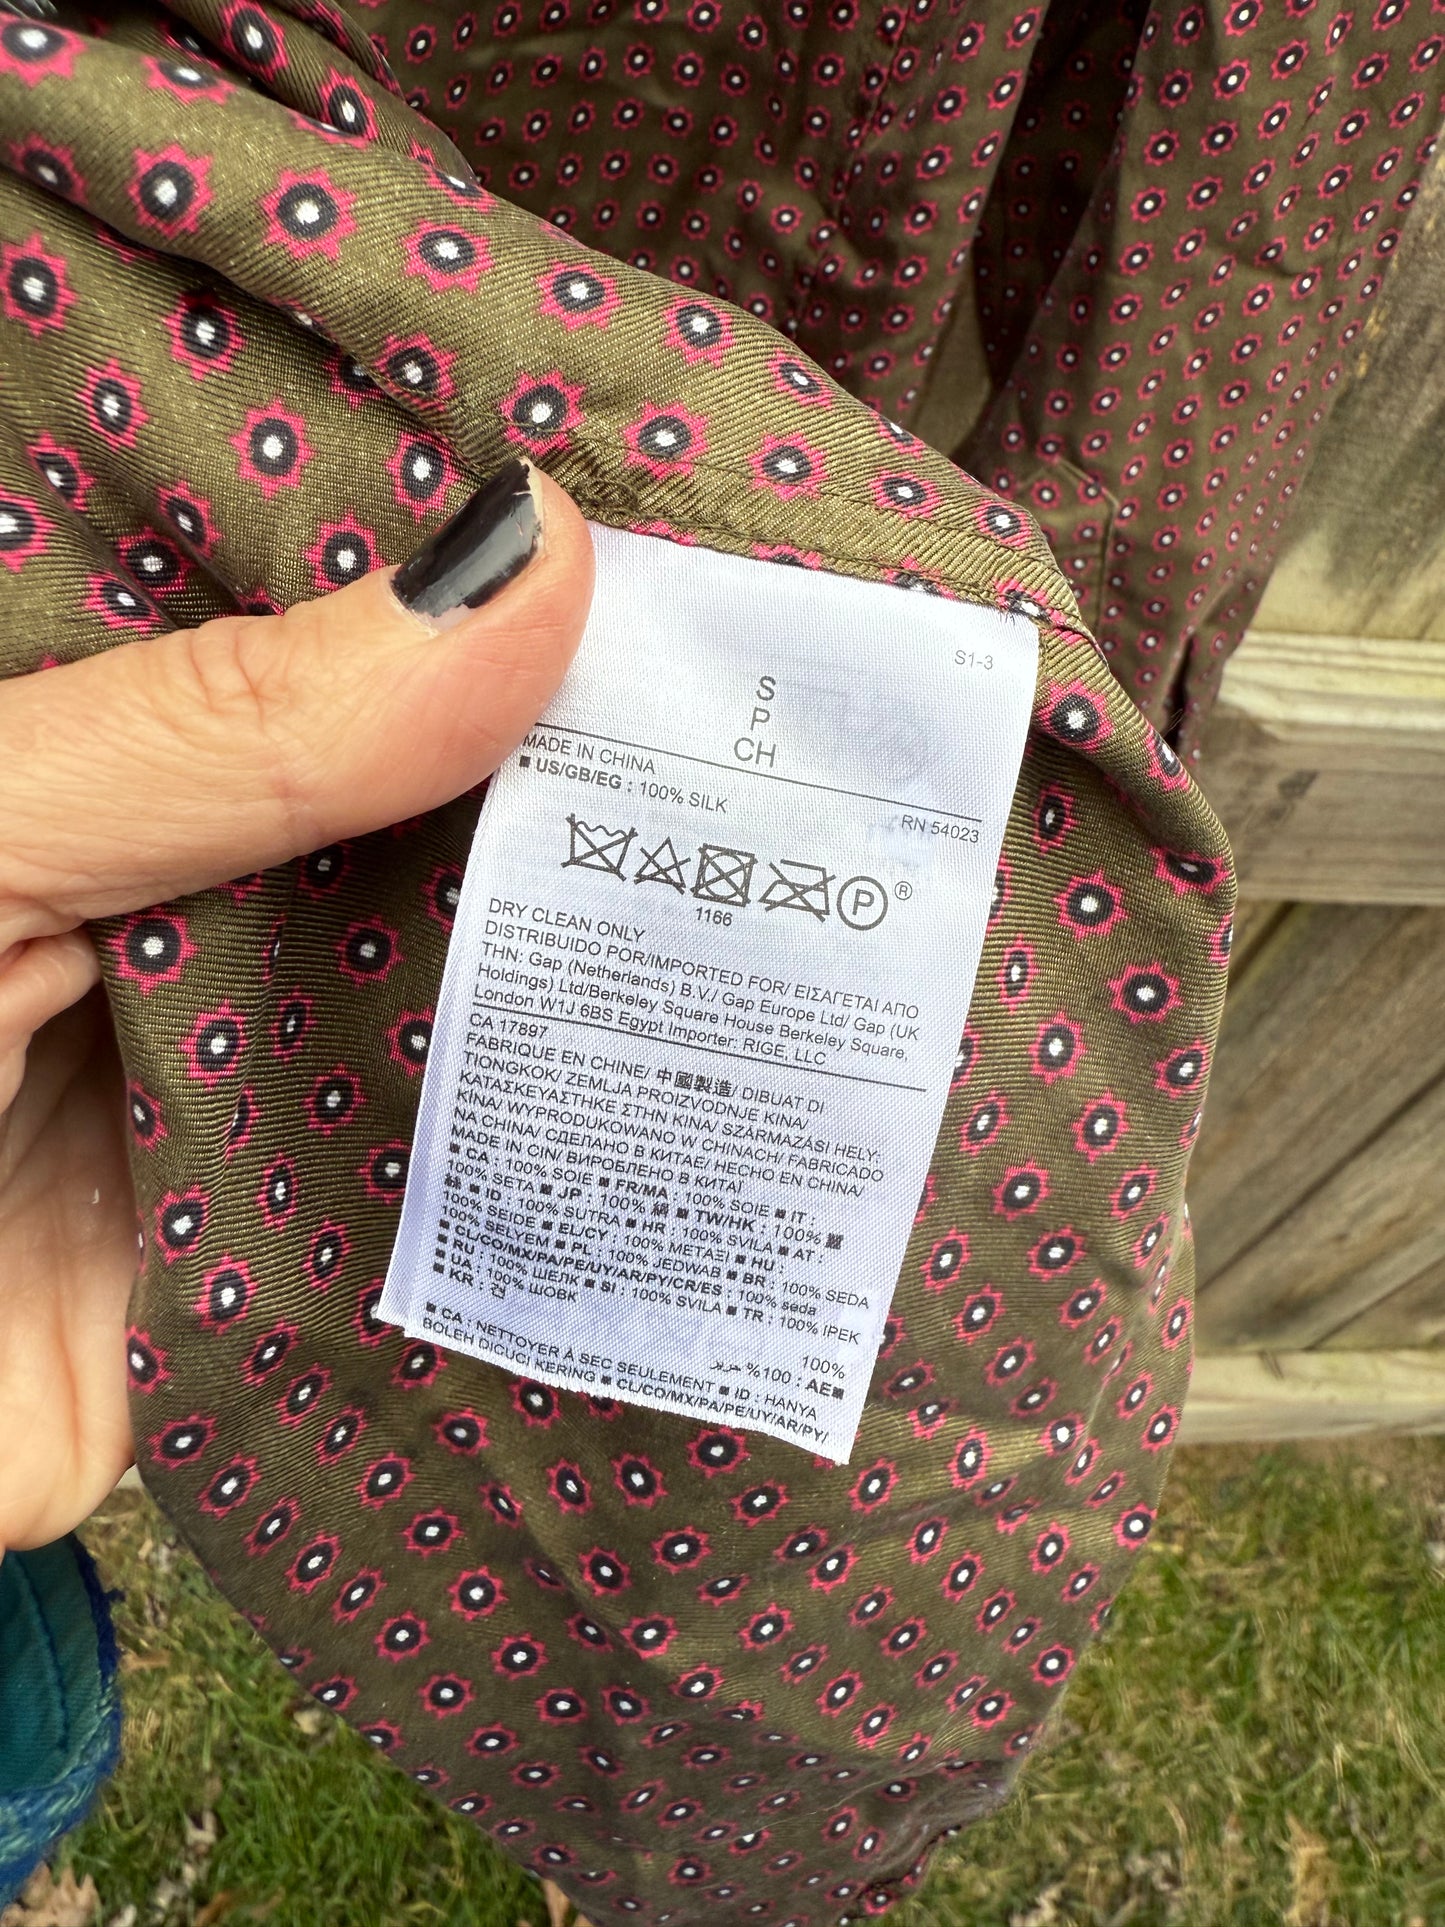 S1-3
S
P
CH
MADE IN CHINA
■ US/GB/EG : 100% SILK
RN 54023
P ®
1166
DRY CLEAN ONLY
DISTRIBUIDO POR/IMPORTED FOR/ ΕΙΣΑΓΕΤΑΙ ΑΠΟ
THN: Gap (Netherlands) B.V./ Gap Europe Ltd/ Gap (UK
Holdings) Ltd/Berkeley Square House Berkeley Square,
London W1J 6BS Egypt Importer: RIGE, LLC
CA 17897
FABRIQUE EN CHINE/ 中國製造/ DIBUAT DI
TIONGKOK/ ZEMLJA PROIZVODNJE KINA/
ΚΑΤΑΣΚΕΥΑΣΤΗΚΕ ΣΤΗΝ ΚΙΝΑ/ SZÁRMAZÁSI HELY:
KÍNA/ WYPRODUKOWANO W CHINACH/ FABRICADO
NA CHINA/ СДЕЛАНО В КИТАЕ/ HECHO EN CHINA/
MADE IN CIN/ ВИРОБЛЕНО В КИТАЇ
■ CA : 100% SOIE ■ FR/MA : 100% SOIE ■ IT :
100% SETA ■ JP : 100% 絹 ■ TW/HK : 100% 蠶
絲 ■ ID : 100% SUTRA ■ HR : 100% SVILA ■ AT :
100% SEIDE ■ EL/CY : 100% ΜΕΤΑΞΙ ■ HU :
100% SELYEM ■ PL : 100% JEDWAB ■ BR : 100% SEDA
■ CL/CO/MX/PA/PE/UY/AR/PY/CR/ES : 100% seda
■ RU : 100% ШЕЛК ■ SI : 100% SVILA ■ TR : 100% IPEK
■ UA : 100% ШОВК
■ KR : 견 100%
■AE : 100% حرير
■ CA : NETTOYER À SEC SEULEMENT ■ ID : HANYA
BOLEH DICUCI KERING ■ CL/CO/MX/PA/PE/UY/AR/PY/